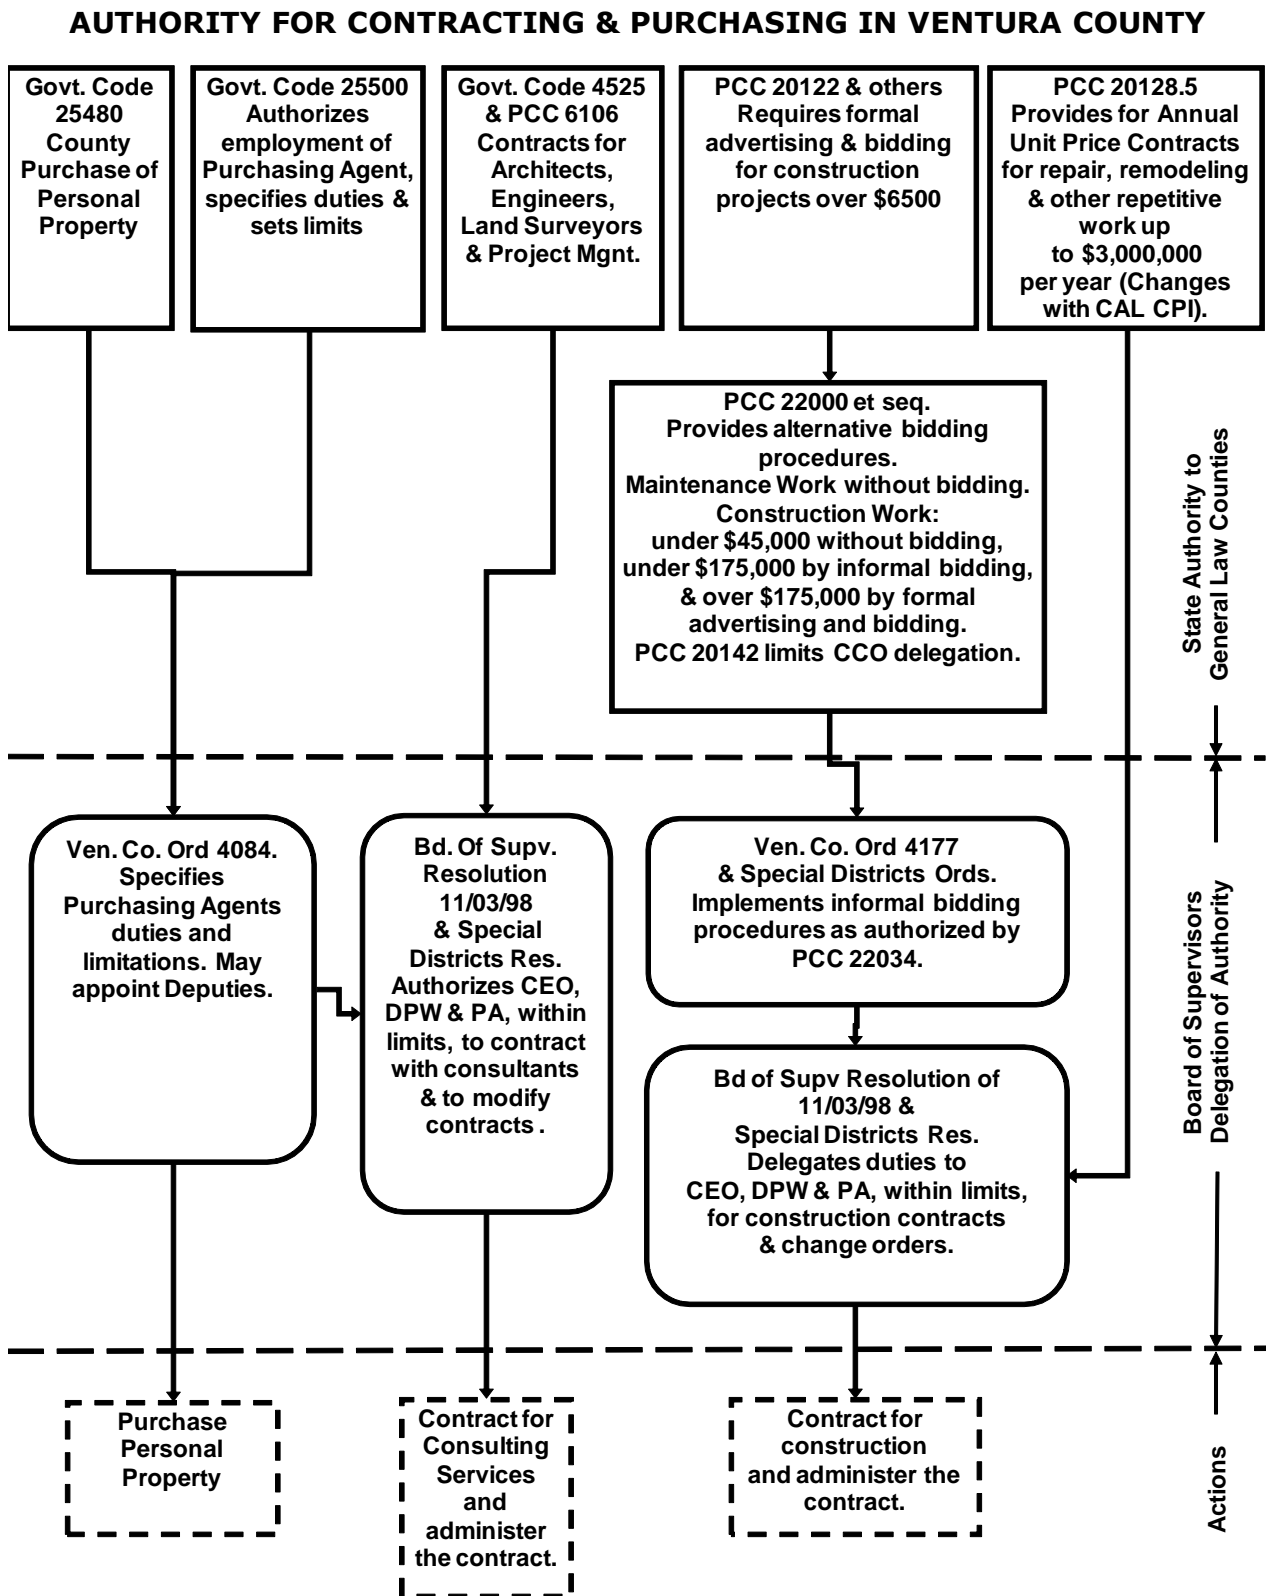 AUTHORITY FOR CONTRACTING & PURCHASING IN VENTURA COUNTY
Govt. Code
25480
County
Purchase of
Personal
Property
Govt. Code 25500
Authorizes
employment of
Purchasing Agent,
specifies duties &
sets limits
Govt. Code 4525
& PCC 6106
Contracts for
Architects,
Engineers,
Land Surveyors
& Project Mgnt.
PCC 20122 & others
Requires formal
advertising & bidding
for construction
projects over $6500
PCC 20128.5
Provides for Annual
Unit Price Contracts
for repair, remodeling
& other repetitive
work up
to $3,000,000
per year (Changes
with CAL CPI).
PCC 22000 et seq.
Provides alternative bidding
procedures.
Maintenance Work without bidding.
Construction Work:
under $45,000 without bidding,
under $175,000 by informal bidding,
& over $175,000 by formal
advertising and bidding.
PCC 20142 limits CCO delegation.
State Authority to
General Law Counties
Ven. Co. Ord 4084.
Specifies
Purchasing Agents
duties and
limitations. May
appoint Deputies.
Bd. Of Supv.
Resolution
11/03/98
& Special
Districts Res.
Authorizes CEO,
DPW & PA, within
limits, to contract
with consultants
& to modify
contracts .
Ven. Co. Ord 4177
& Special Districts Ords.
Implements informal bidding
procedures as authorized by
PCC 22034.
Bd of Supv Resolution of
11/03/98 &
Special Districts Res.
Delegates duties to
CEO, DPW & PA, within limits,
for construction contracts
& change orders.
Board of Supervisors
Delegation of Authority
Purchase
Personal
Property
Contract for
Consulting
Services
and
administer
the contract.
Contract for
construction
and administer the
contract.
Actions